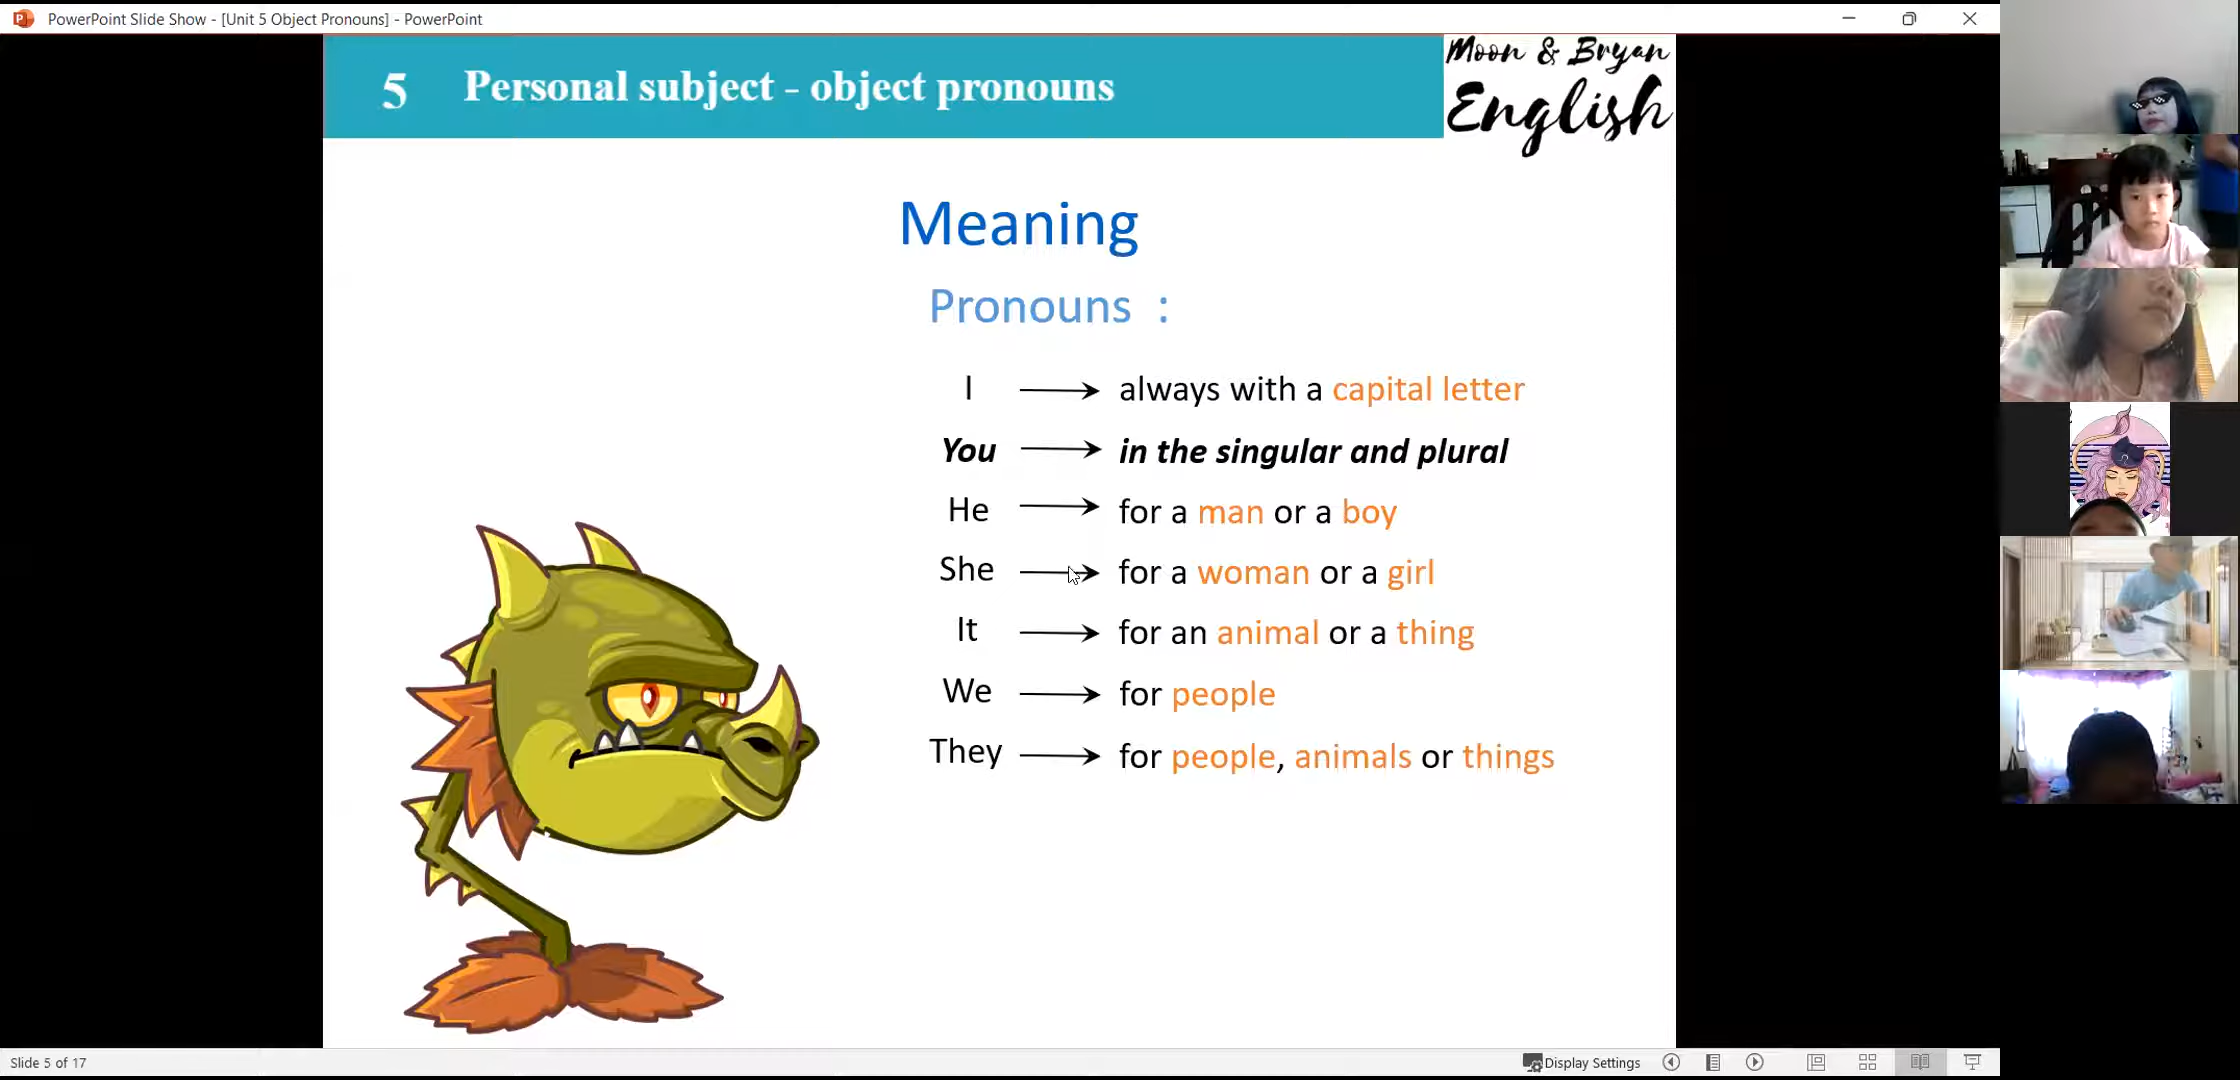 PowerPoint Slide Show - [Unit 5 Object Pronouns] - PowerPoint
5 Personal subject - object pronouns
Moon & Bryan
English
Meaning
Pronouns :
I always with a capital letter
You in the singular and plural
He for a man or a boy
She for a woman or a girl
It for an animal or a thing
We for people
They for people, animals or things
Slide 5 of 17
Display Settings